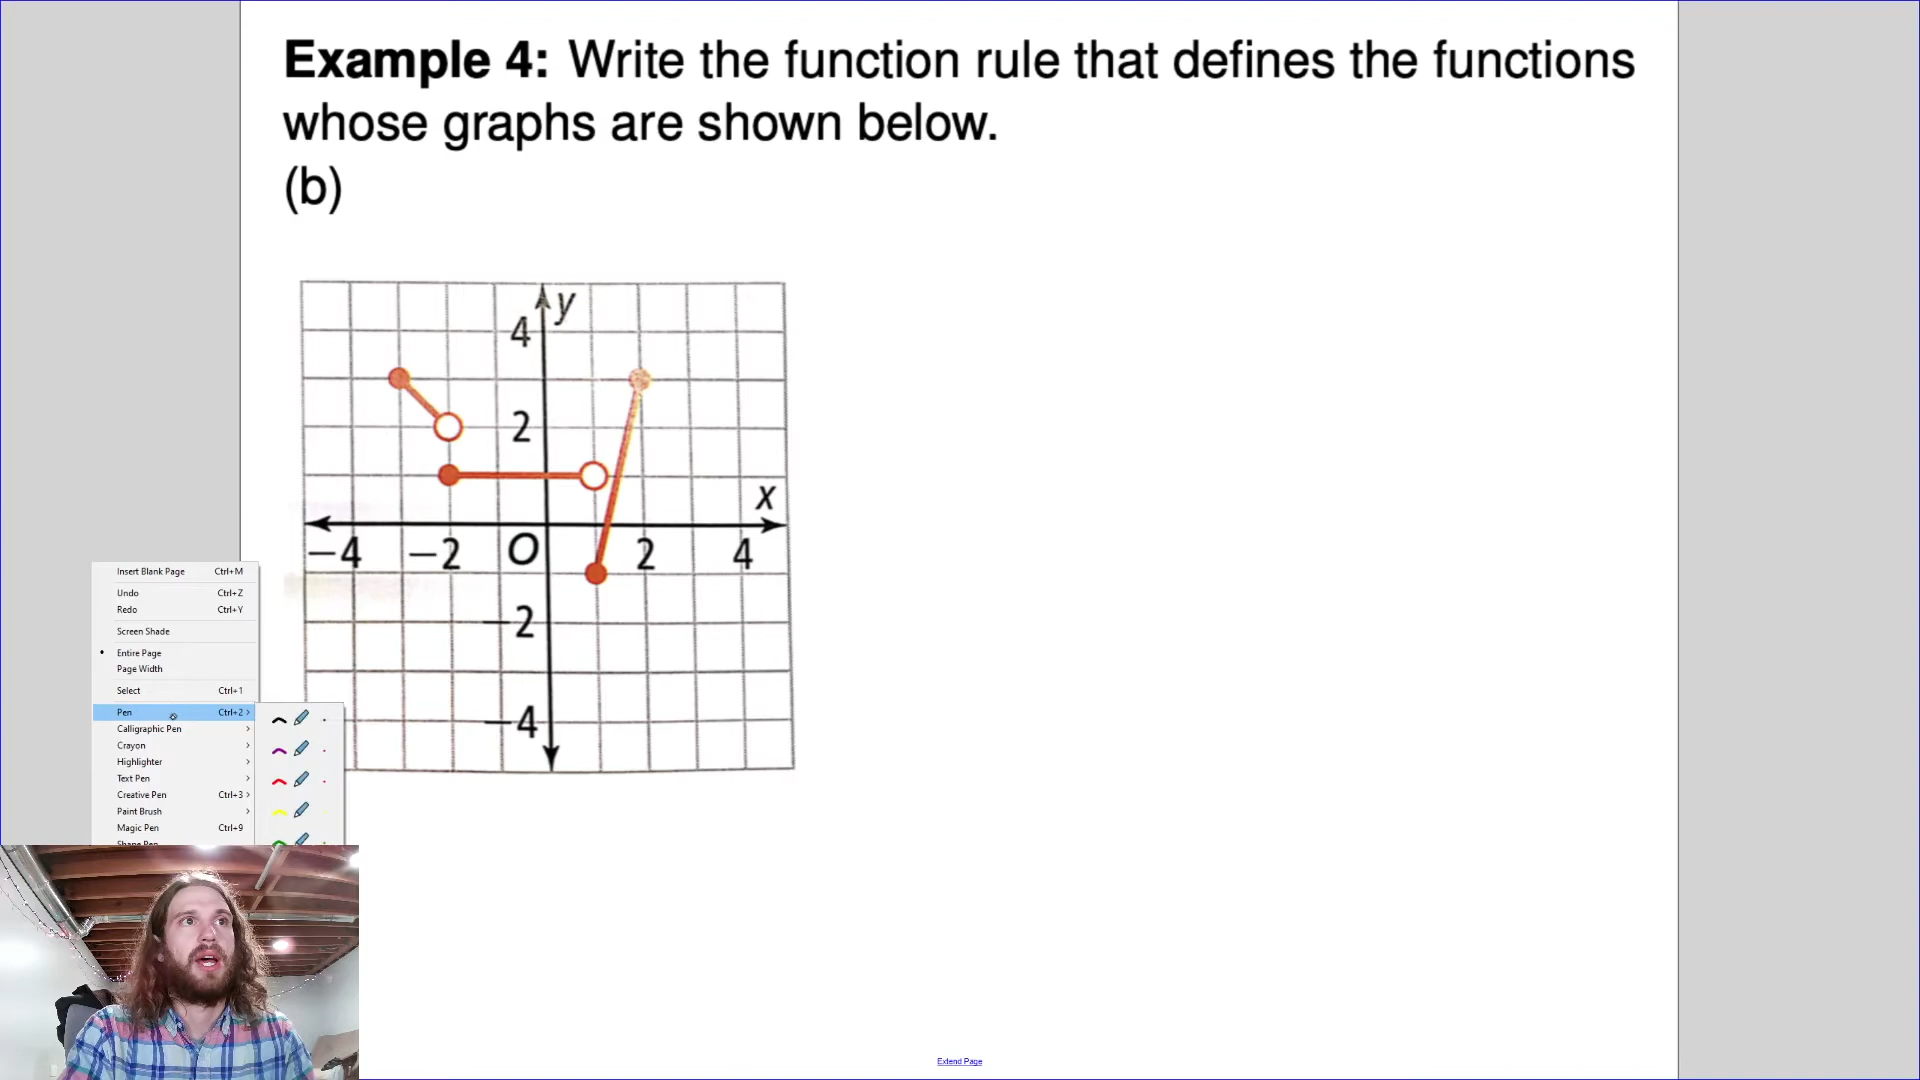 Example 4: Write the function rule that defines the functions
whose graphs are shown below.
(b)
y
4
2
x
−4 −2 O 2 4
−2
−4
Insert Blank Page Ctrl+M
Undo Ctrl+Z
Redo Ctrl+Y
Screen Shade
Entire Page
Page Width
Select Ctrl+1
Pen Ctrl+2
Calligraphic Pen
Crayon
Highlighter
Text Pen
Creative Pen Ctrl+3
Paint Brush
Magic Pen Ctrl+9
Shape Pen
Extend Page